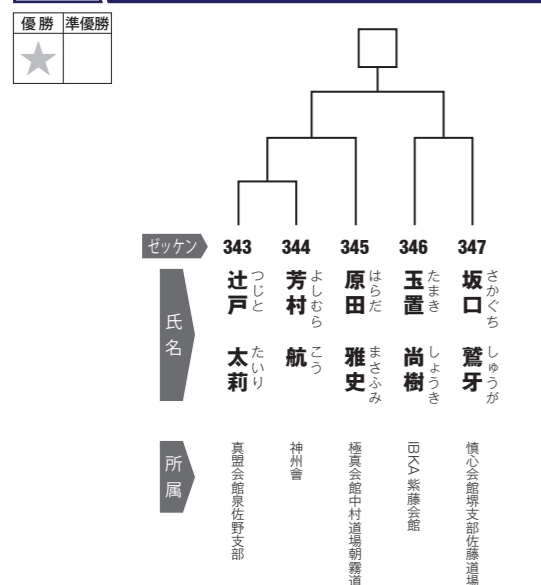 優勝 準優勝
ゼッケン 343 344 345 346 347
氏名
辻戸 太莉
つじと たいり
芳村 航
よしむら こう
原田 雅史
はらだ まさふみ
玉置 尚樹
たまき しょうき
坂口 鷲牙
さかぐち しゅうが
所属
真盟会館泉佐野支部
神州會
極真会館中村道場朝霧道
IBKA 紫藤会館
慎心会館堺支部佐藤道場